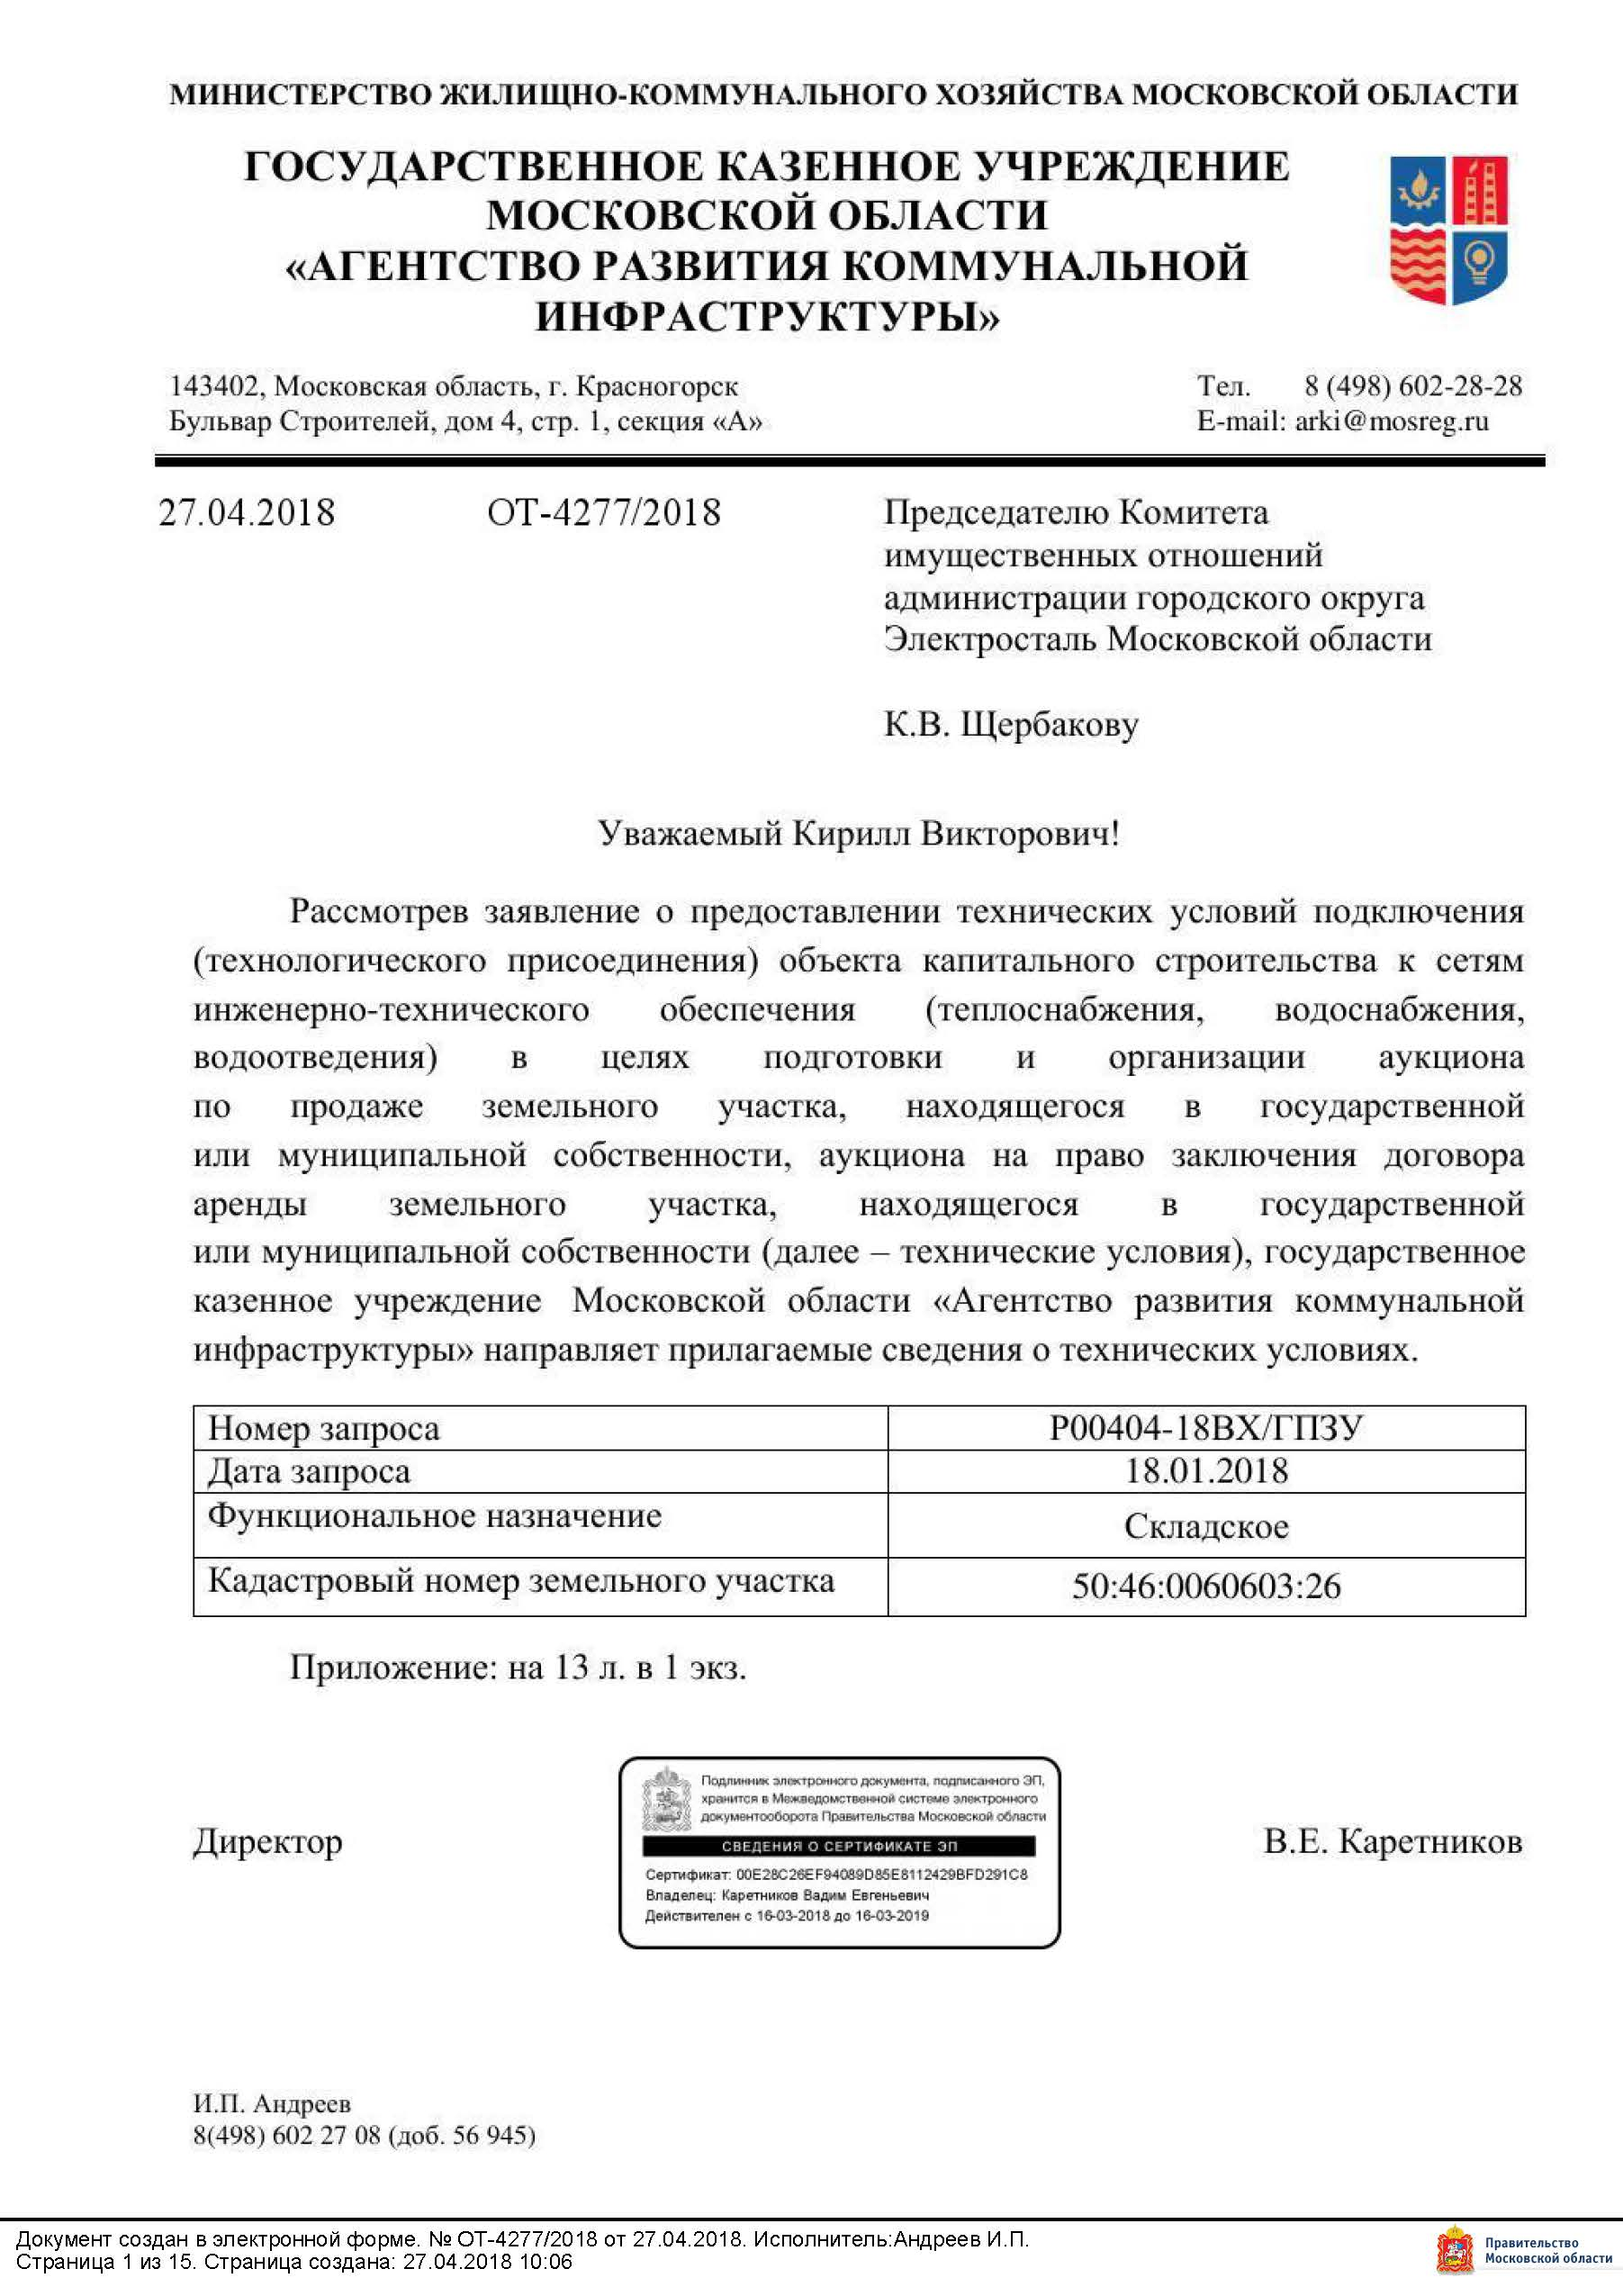 МИНИСТЕРСТВО ЖИЛИЩНО-КОММУНАЛЬНОГО ХОЗЯЙСТВА МОСКОВСКОЙ ОБЛАСТИ
ГОСУДАРСТВЕННОЕ КАЗЕННОЕ УЧРЕЖДЕНИЕ
МОСКОВСКОЙ ОБЛАСТИ
«АГЕНТСТВО РАЗВИТИЯ КОММУНАЛЬНОЙ
ИНФРАСТРУКТУРЫ»
143402, Московская область, г. Красногорск
Бульвар Строителей, дом 4, стр. 1, секция «А»
Тел. 8 (498) 602-28-28
E-mail: arki@mosreg.ru
27.04.2018 ОТ-4277/2018
Председателю Комитета
имущественных отношений
администрации городского округа
Электросталь Московской области
К.В. Щербакову
Уважаемый Кирилл Викторович!
Рассмотрев заявление о предоставлении технических условий подключения
(технологического присоединения) объекта капитального строительства к сетям
инженерно-технического обеспечения (теплоснабжения, водоснабжения,
водоотведения) в целях подготовки и организации аукциона
по продаже земельного участка, находящегося в государственной
или муниципальной собственности, аукциона на право заключения договора
аренды земельного участка, находящегося в государственной
или муниципальной собственности (далее – технические условия), государственное
казенное учреждение Московской области «Агентство развития коммунальной
инфраструктуры» направляет прилагаемые сведения о технических условиях.
Номер запроса Р00404-18ВХ/ГПЗУ
Дата запроса 18.01.2018
Функциональное назначение Складское
Кадастровый номер земельного участка 50:46:0060603:26
Приложение: на 13 л. в 1 экз.
Директор
Подлинник электронного документа, подписанного ЭП,
хранится в Межведомственной системе электронного
документооборота Правительства Московской области
СВЕДЕНИЯ О СЕРТИФИКАТЕ ЭП
Сертификат: 00E28C26EF94089D85E8112429BFD291C8
Владелец: Каретников Вадим Евгеньевич
Действителен с 16-03-2018 до 16-03-2019
В.Е. Каретников
И.П. Андреев
8(498) 602 27 08 (доб. 56 945)
Документ создан в электронной форме. № ОТ-4277/2018 от 27.04.2018. Исполнитель:Андреев И.П.
Страница 1 из 15. Страница создана: 27.04.2018 10:06
Правительство
Московской области